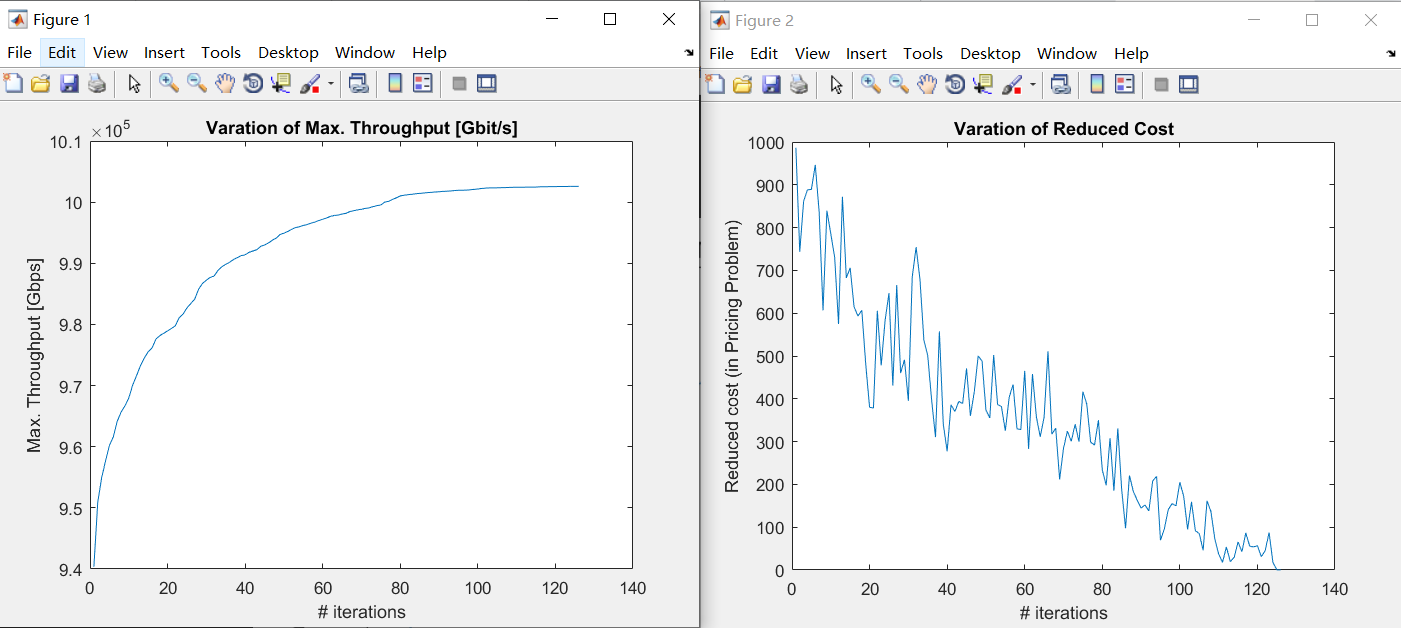 Figure 1
File Edit View Insert Tools Desktop Window Help
×10^5
Varation of Max. Throughput [Gbit/s]
10.1
10
9.9
9.8
9.7
9.6
9.5
9.4
Max. Throughput [Gbps]
0 20 40 60 80 100 120 140
# iterations
Figure 2
File Edit View Insert Tools Desktop Window Help
Varation of Reduced Cost
1000
900
800
700
600
500
400
300
200
100
0
Reduced cost (in Pricing Problem)
0 20 40 60 80 100 120 140
# iterations